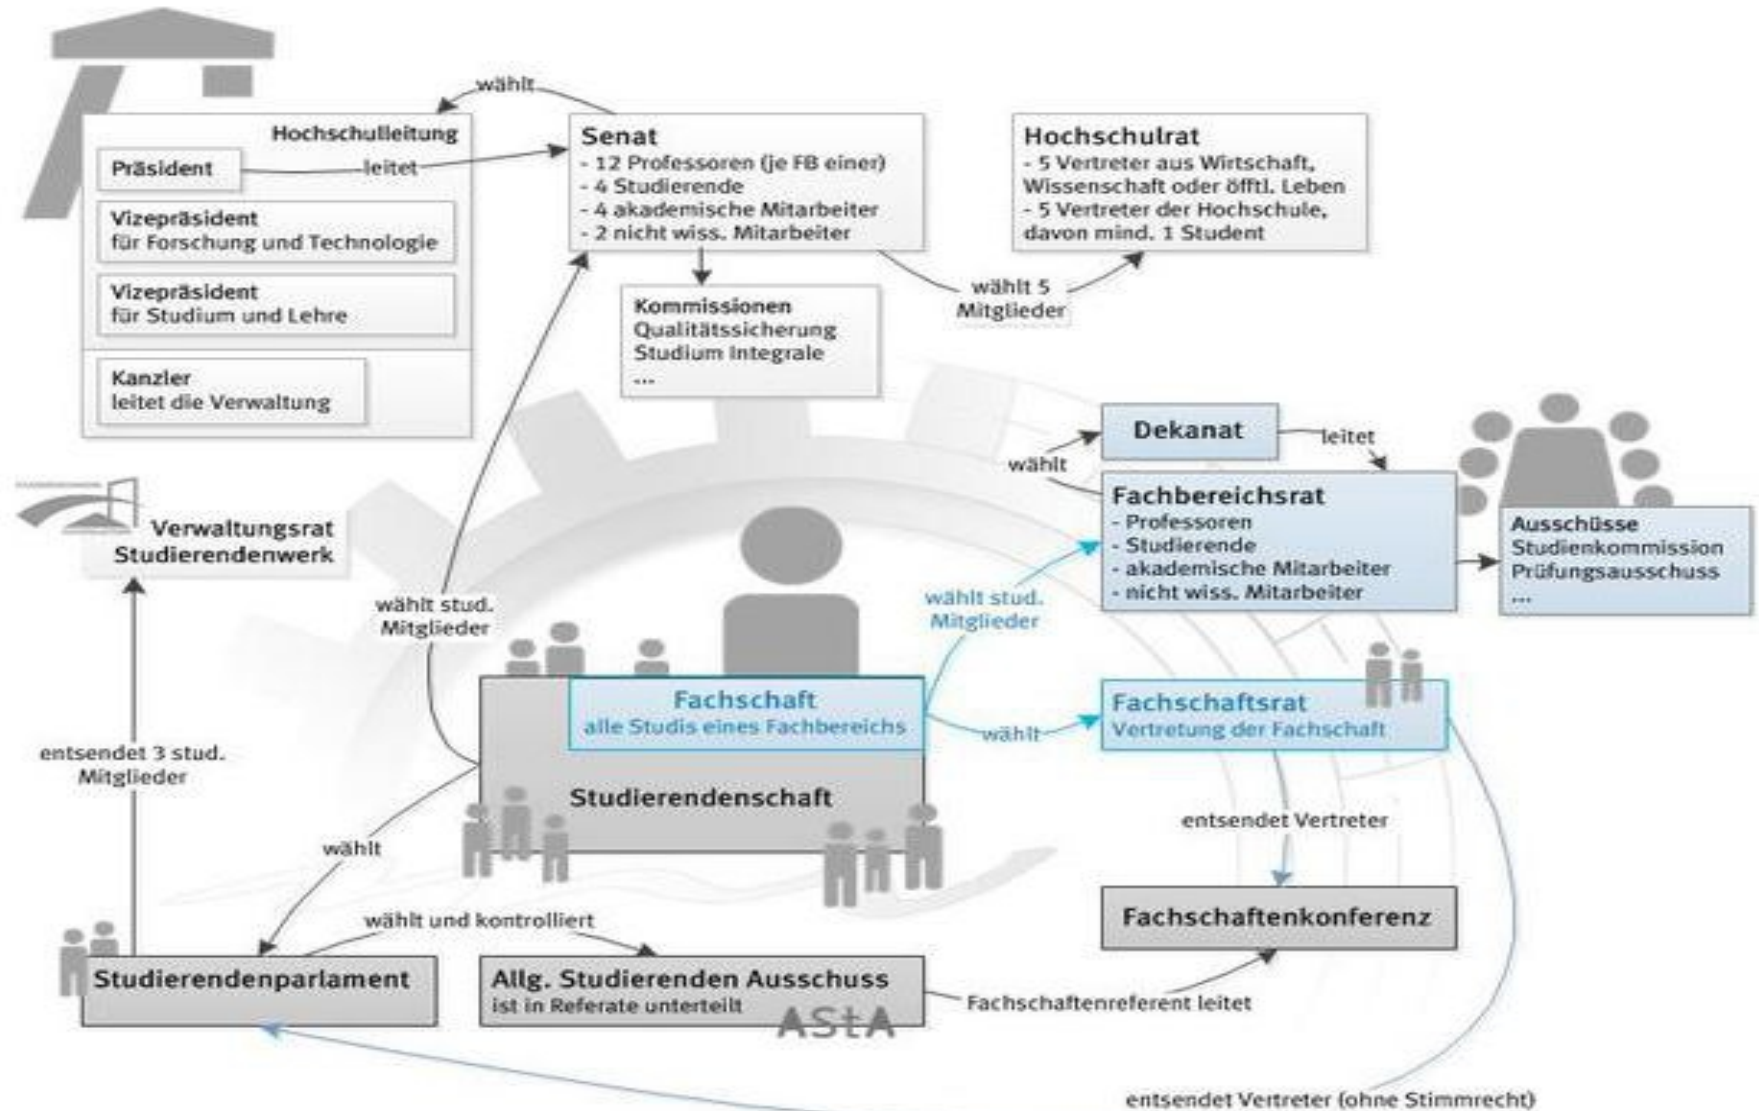 wählt
Hochschulleitung
Präsident
leitet
Vizepräsident
für Forschung und Technologie
Vizepräsident
für Studium und Lehre
Kanzler
leitet die Verwaltung
Senat
- 12 Professoren (je FB einer)
- 4 Studierende
- 4 akademische Mitarbeiter
- 2 nicht wiss. Mitarbeiter
Hochschulrat
- 5 Vertreter aus Wirtschaft,
Wissenschaft oder öfftl. Leben
- 5 Vertreter der Hochschule,
davon mind. 1 Student
wählt 5
Mitglieder
Kommissionen
Qualitätssicherung
Studium Integrale
...
Dekanat
leitet
wählt
Fachbereichsrat
- Professoren
- Studierende
- akademische Mitarbeiter
- nicht wiss. Mitarbeiter
Ausschüsse
Studienkommission
Prüfungsausschuss
...
Verwaltungsrat
Studierendenwerk
wählt stud.
Mitglieder
wählt stud.
Mitglieder
Fachschaft
alle Studis eines Fachbereichs
wählt
Fachschaftsrat
Vertretung der Fachschaft
entsendet 3 stud.
Mitglieder
Studierendenschaft
entsendet Vertreter
wählt
wählt und kontrolliert
Fachschaftenkonferenz
Studierendenparlament
Allg. Studierenden Ausschuss
ist in Referate unterteilt
AStA
Fachschaftenreferent leitet
entsendet Vertreter (ohne Stimmrecht)